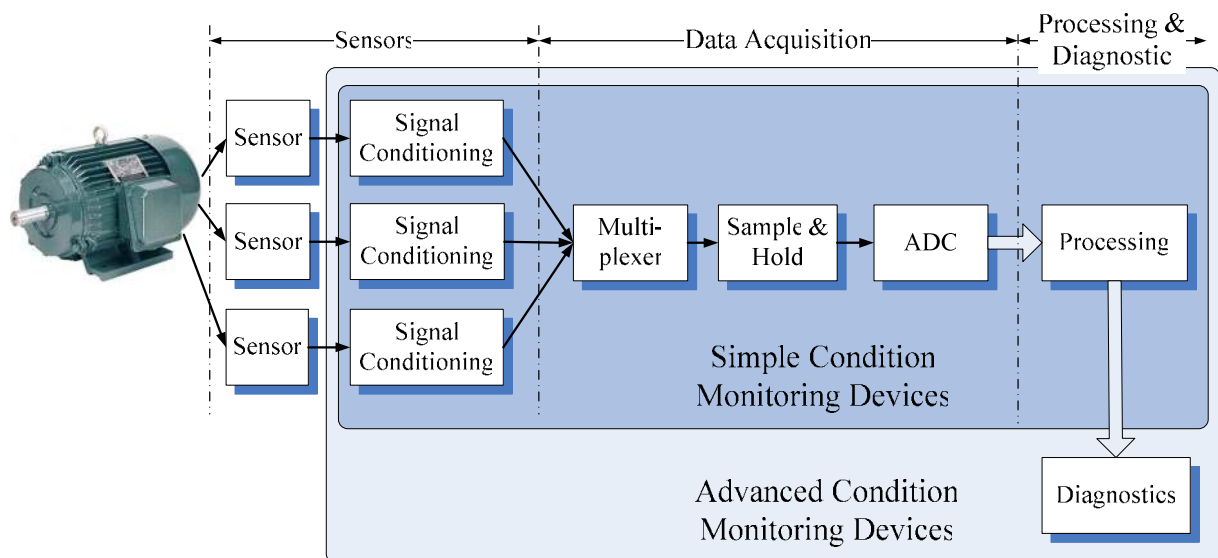 Sensors
Data Acquisition
Processing &
Diagnostic
Sensor
Signal
Conditioning
Sensor
Signal
Conditioning
Sensor
Signal
Conditioning
Multi-
plexer
Sample &
Hold
ADC
Processing
Simple Condition
Monitoring Devices
Advanced Condition
Monitoring Devices
Diagnostics